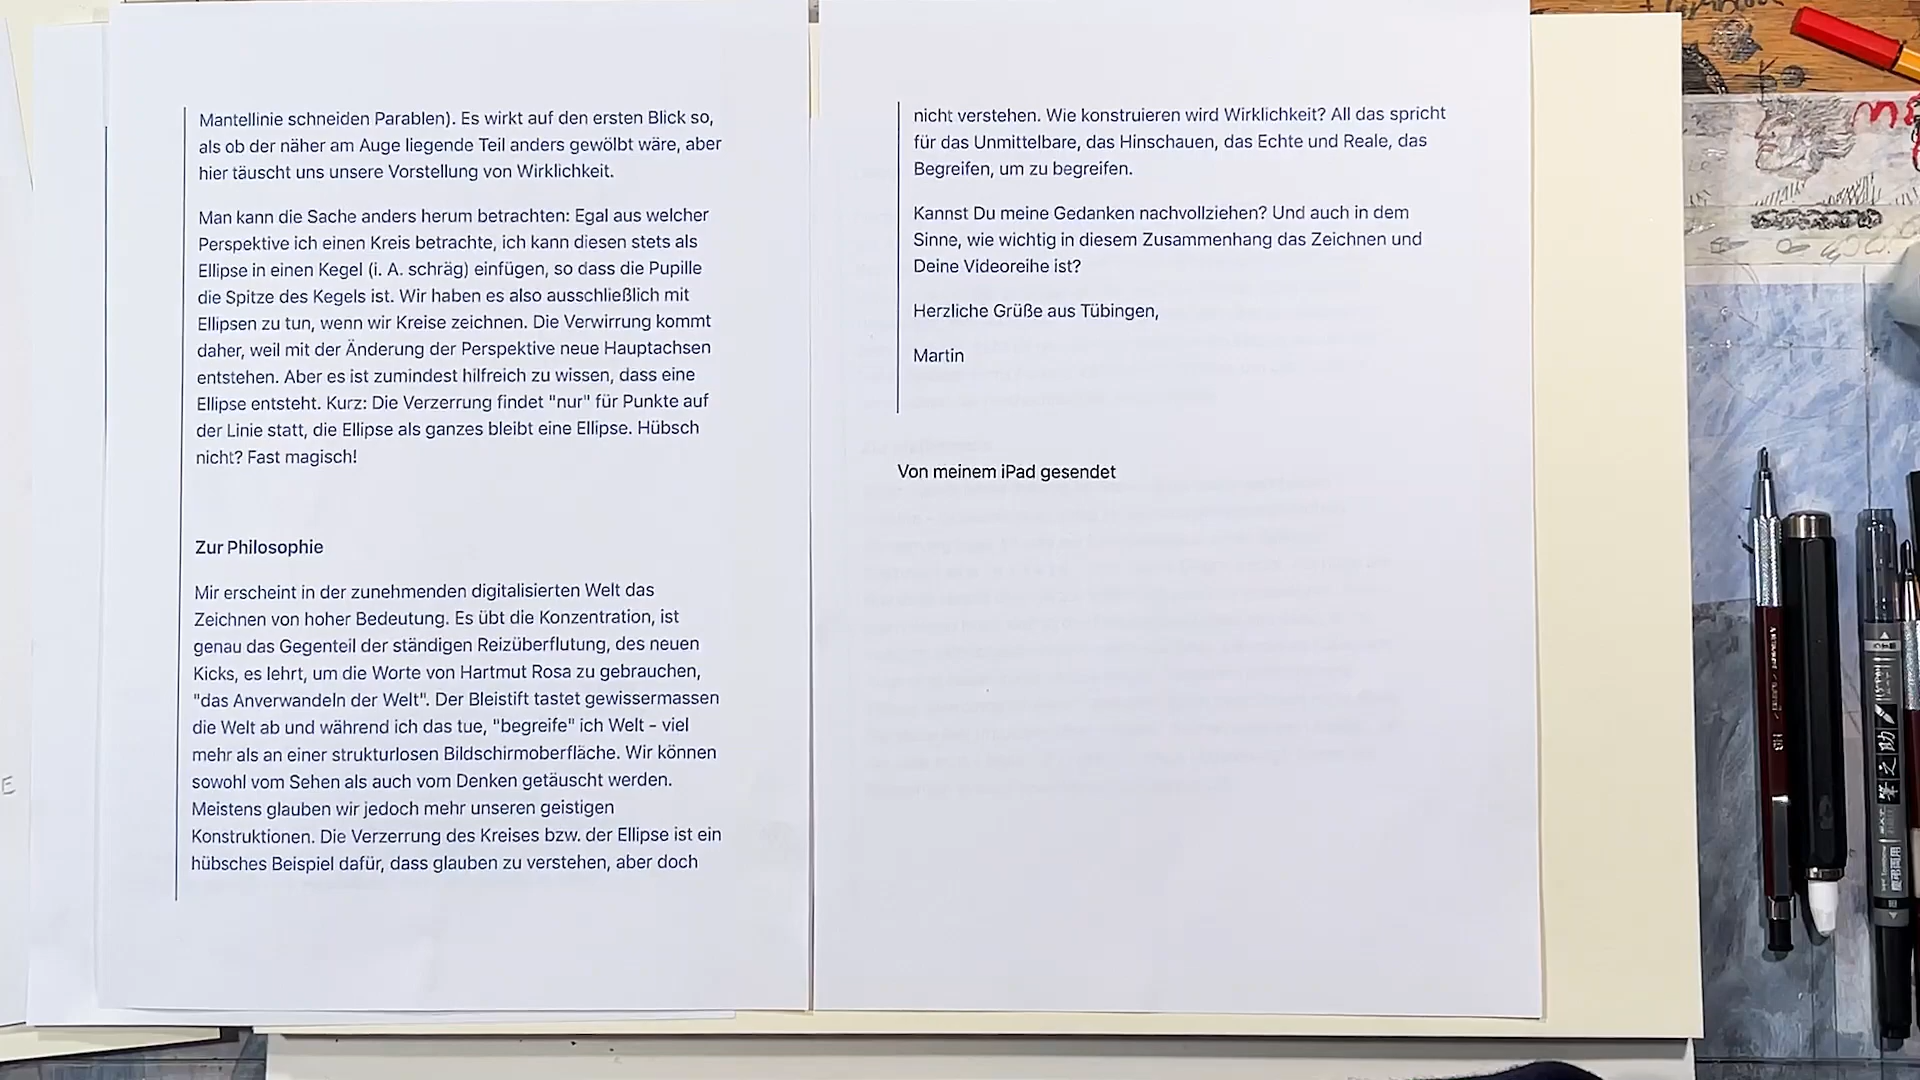 Mantellinie schneiden Parablen). Es wirkt auf den ersten Blick so,
als ob der näher am Auge liegende Teil anders gewölbt wäre, aber
hier täuscht uns unsere Vorstellung von Wirklichkeit.
Man kann die Sache anders herum betrachten: Egal aus welcher
Perspektive ich einen Kreis betrachte, ich kann diesen stets als
Ellipse in einen Kegel (i. A. schräg) einfügen, so dass die Pupille
die Spitze des Kegels ist. Wir haben es also ausschließlich mit
Ellipsen zu tun, wenn wir Kreise zeichnen. Die Verwirrung kommt
daher, weil mit der Änderung der Perspektive neue Hauptachsen
entstehen. Aber es ist zumindest hilfreich zu wissen, dass eine
Ellipse entsteht. Kurz: Die Verzerrung findet "nur" für Punkte auf
der Linie statt, die Ellipse als ganzes bleibt eine Ellipse. Hübsch
nicht? Fast magisch!
Zur Philosophie
Mir erscheint in der zunehmenden digitalisierten Welt das
Zeichnen von hoher Bedeutung. Es übt die Konzentration, ist
genau das Gegenteil der ständigen Reizüberflutung, des neuen
Kicks, es lehrt, um die Worte von Hartmut Rosa zu gebrauchen,
"das Anverwandeln der Welt". Der Bleistift tastet gewissermassen
die Welt ab und während ich das tue, "begreife" ich Welt - viel
mehr als an einer strukturlosen Bildschirmoberfläche. Wir können
sowohl vom Sehen als auch vom Denken getäuscht werden.
Meistens glauben wir jedoch mehr unseren geistigen
Konstruktionen. Die Verzerrung des Kreises bzw. der Ellipse ist ein
hübsches Beispiel dafür, dass glauben zu verstehen, aber doch
nicht verstehen. Wie konstruieren wird Wirklichkeit? All das spricht
für das Unmittelbare, das Hinschauen, das Echte und Reale, das
Begreifen, um zu begreifen.
Kannst Du meine Gedanken nachvollziehen? Und auch in dem
Sinne, wie wichtig in diesem Zusammenhang das Zeichnen und
Deine Videoreihe ist?
Herzliche Grüße aus Tübingen,
Martin
Von meinem iPad gesendet